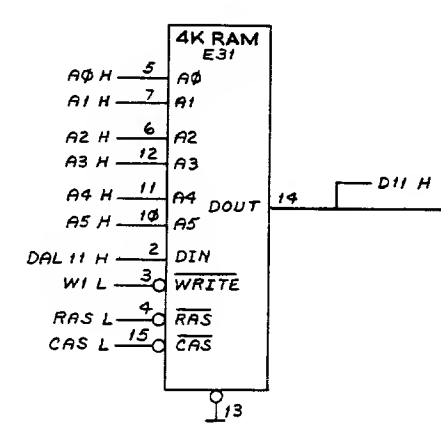 4K RAM
E31
AØ H 5 AØ
A1 H 7 A1
A2 H 6 A2
A3 H 12 A3
A4 H 11 A4
DOUT 14 D11 H
A5 H 1Ø A5
DAL 11 H 2 DIN
W1 L 3 WRITE
RAS L 4 RAS
CAS L 15 CAS
13